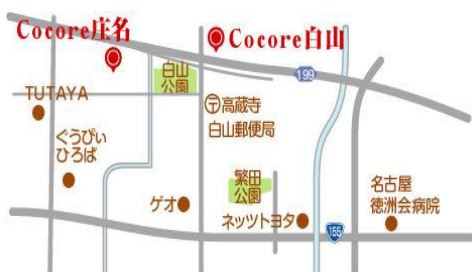 Cocore庄名
Cocore白山
白山
公園
199
TUTAYA
〒高蔵寺
白山郵便局
ぐうぴぃ
ひろば
繁田
公園
名古屋
徳洲会病院
ゲオ
ネッツトヨタ
155